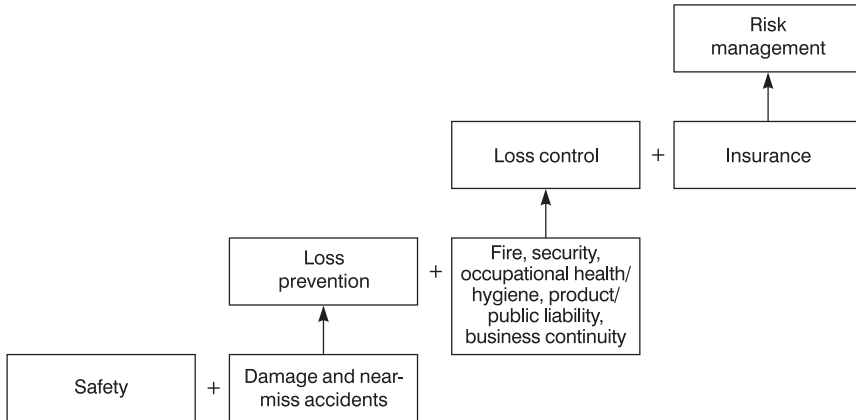 Risk
management
Loss control
+
Insurance
Loss
prevention
+
Fire, security,
occupational health/
hygiene, product/
public liability,
business continuity
Safety
+
Damage and near-
miss accidents